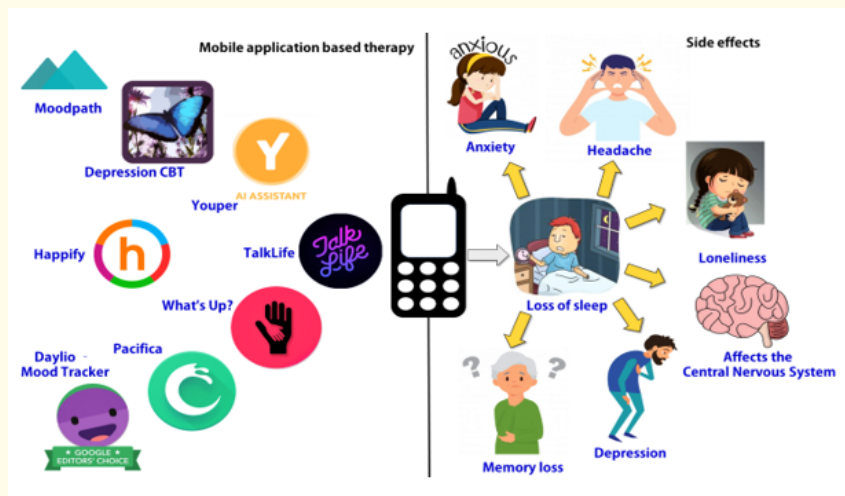 Mobile application based therapy
Moodpath
Depression CBT
Y
AI ASSISTANT
Youper
Happify
h
TalkLife
Talk
Life
What's Up?
Pacifica
Daylio -
Mood Tracker
GOOGLE
EDITORS' CHOICE
Side effects
anxious
Anxiety
Headache
Loneliness
Loss of sleep
Affects the
Central Nervous System
? ?
Memory loss
Depression